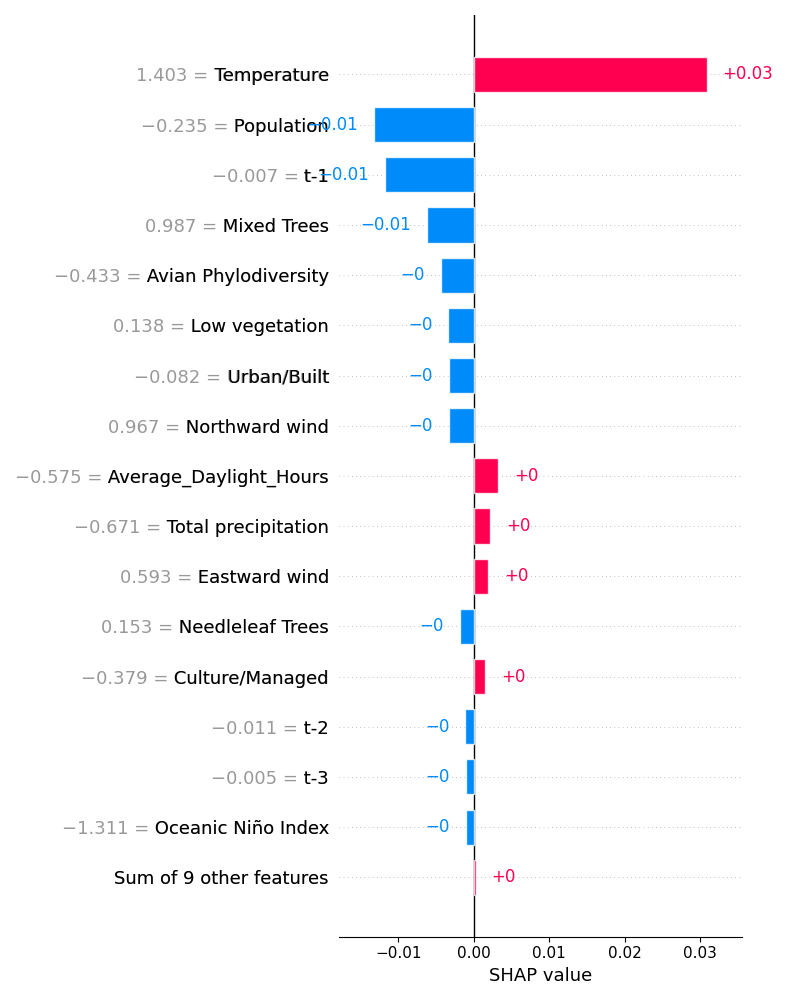 1.403 = Temperature +0.03
−0.235 = Population −0.01
−0.007 = t-1 −0.01
0.987 = Mixed Trees −0.01
−0.433 = Avian Phylodiversity −0
0.138 = Low vegetation −0
−0.082 = Urban/Built −0
0.967 = Northward wind −0
−0.575 = Average_Daylight_Hours +0
−0.671 = Total precipitation +0
0.593 = Eastward wind +0
0.153 = Needleleaf Trees −0
−0.379 = Culture/Managed +0
−0.011 = t-2 −0
−0.005 = t-3 −0
−1.311 = Oceanic Niño Index −0
Sum of 9 other features +0
−0.01 0.00 0.01 0.02 0.03
SHAP value